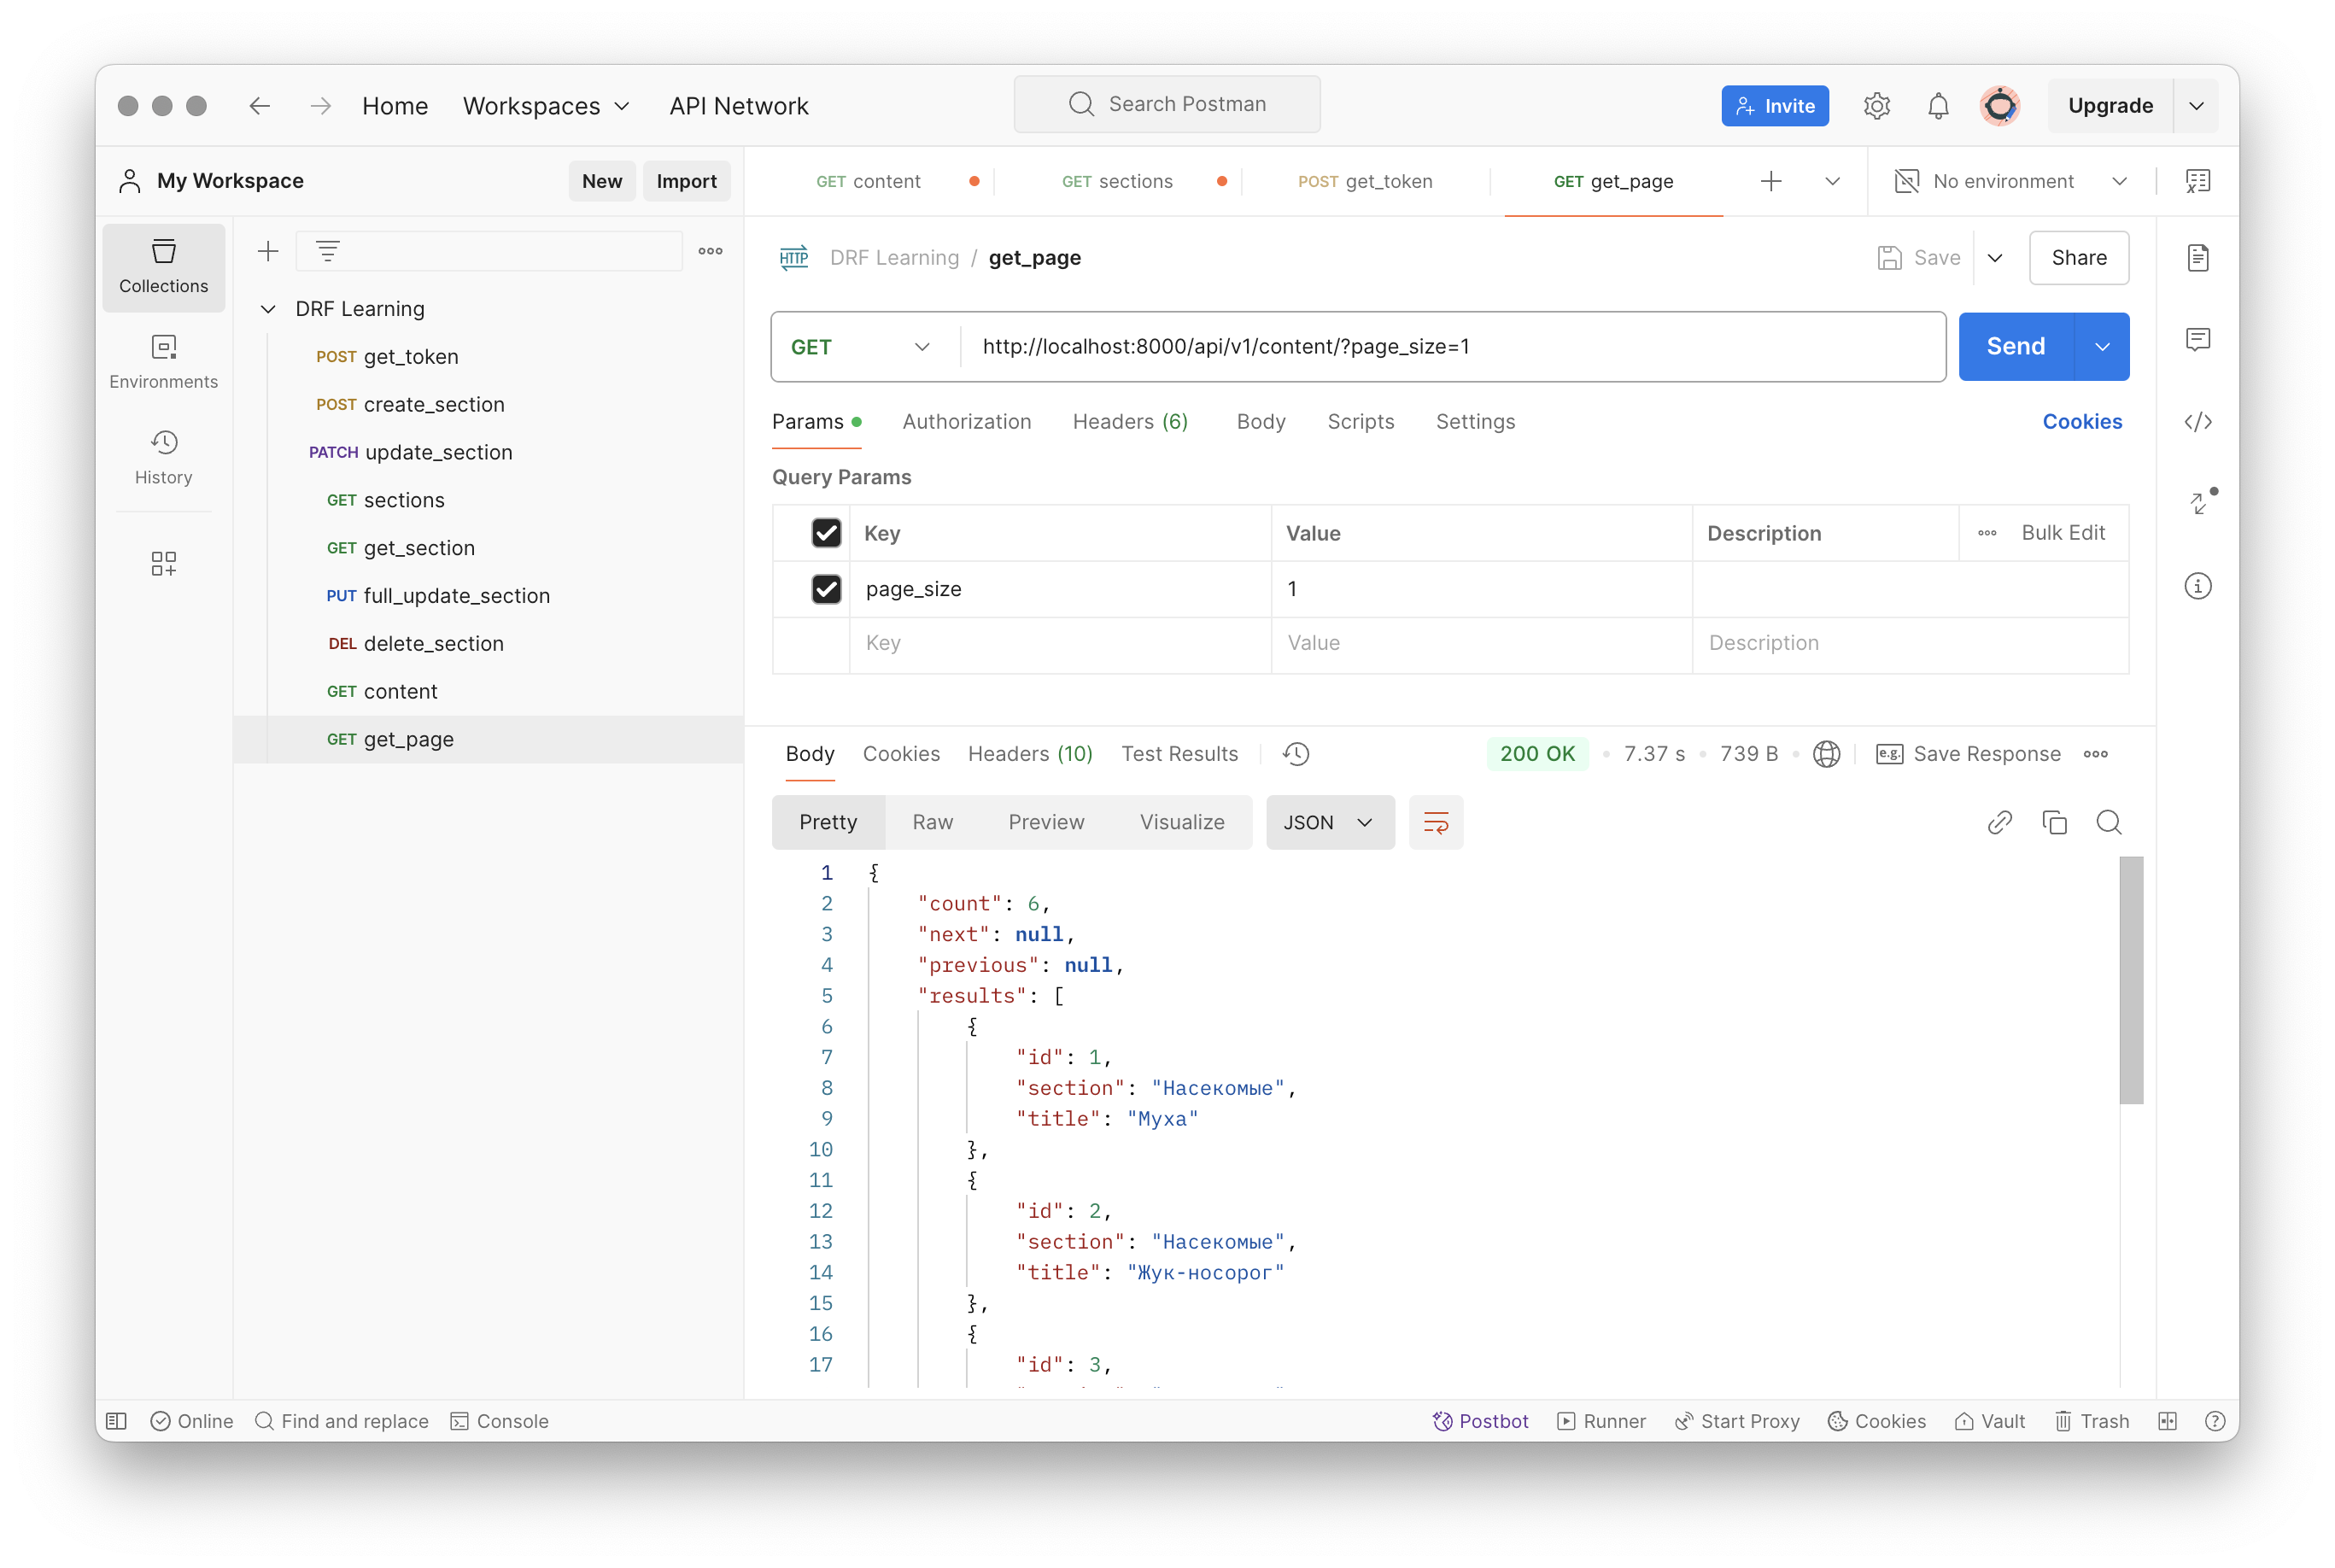 Home Workspaces API Network Search Postman Invite Upgrade
My Workspace New Import GET content GET sections POST get_token GET get_page No environment
Collections
Environments
History
DRF Learning
POST get_token
POST create_section
PATCH update_section
GET sections
GET get_section
PUT full_update_section
DEL delete_section
GET content
GET get_page
HTTP DRF Learning / get_page Save Share
GET http://localhost:8000/api/v1/content/?page_size=1 Send
Params Authorization Headers (6) Body Scripts Settings Cookies
Query Params
Key Value Description Bulk Edit
page_size 1
Key Value Description
Body Cookies Headers (10) Test Results 200 OK 7.37 s 739 B e.g. Save Response
Pretty Raw Preview Visualize JSON
1 {
2 "count": 6,
3 "next": null,
4 "previous": null,
5 "results": [
6 {
7 "id": 1,
8 "section": "Насекомые",
9 "title": "Муха"
10 },
11 {
12 "id": 2,
13 "section": "Насекомые",
14 "title": "Жук-носорог"
15 },
16 {
17 "id": 3,
Online Find and replace Console Postbot Runner Start Proxy Cookies Vault Trash